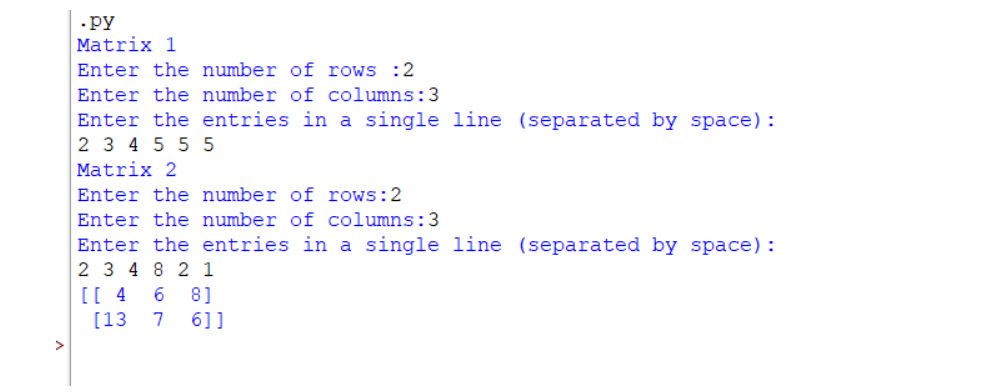 .py
Matrix 1
Enter the number of rows :2
Enter the number of columns:3
Enter the entries in a single line (separated by space):
2 3 4 5 5 5
Matrix 2
Enter the number of rows:2
Enter the number of columns:3
Enter the entries in a single line (separated by space):
2 3 4 8 2 1
[[ 4  6  8]
 [13  7  6]]
>